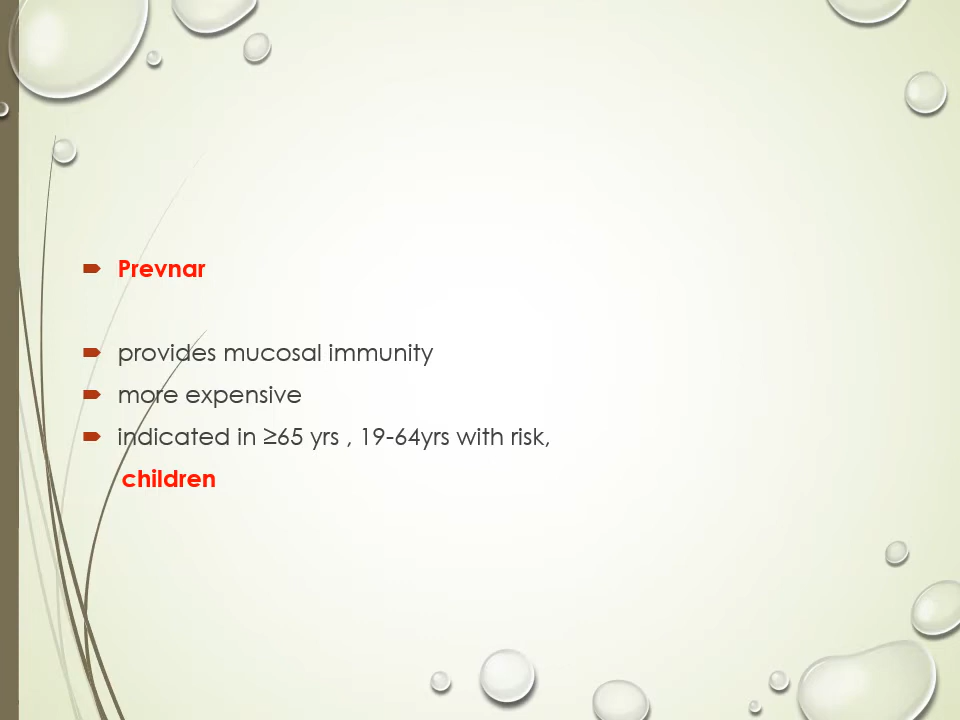 Prevnar
provides mucosal immunity
more expensive
indicated in ≥65 yrs , 19-64yrs with risk,
children